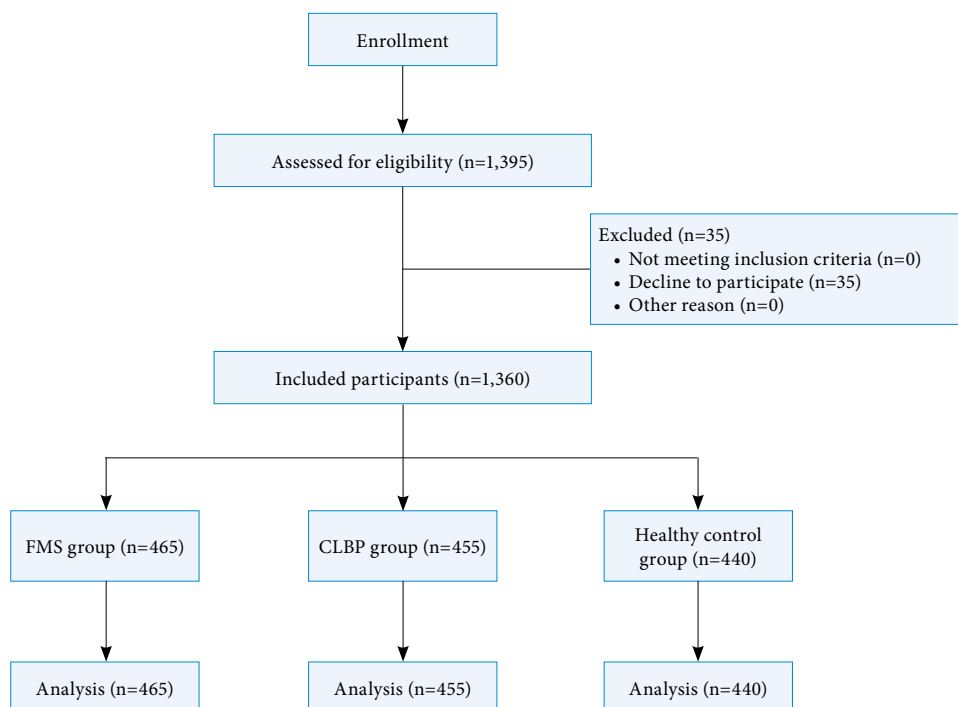 Enrollment
Assessed for eligibility (n=1,395)
Excluded (n=35)
• Not meeting inclusion criteria (n=0)
• Decline to participate (n=35)
• Other reason (n=0)
Included participants (n=1,360)
FMS group (n=465)
CLBP group (n=455)
Healthy control
group (n=440)
Analysis (n=465)
Analysis (n=455)
Analysis (n=440)